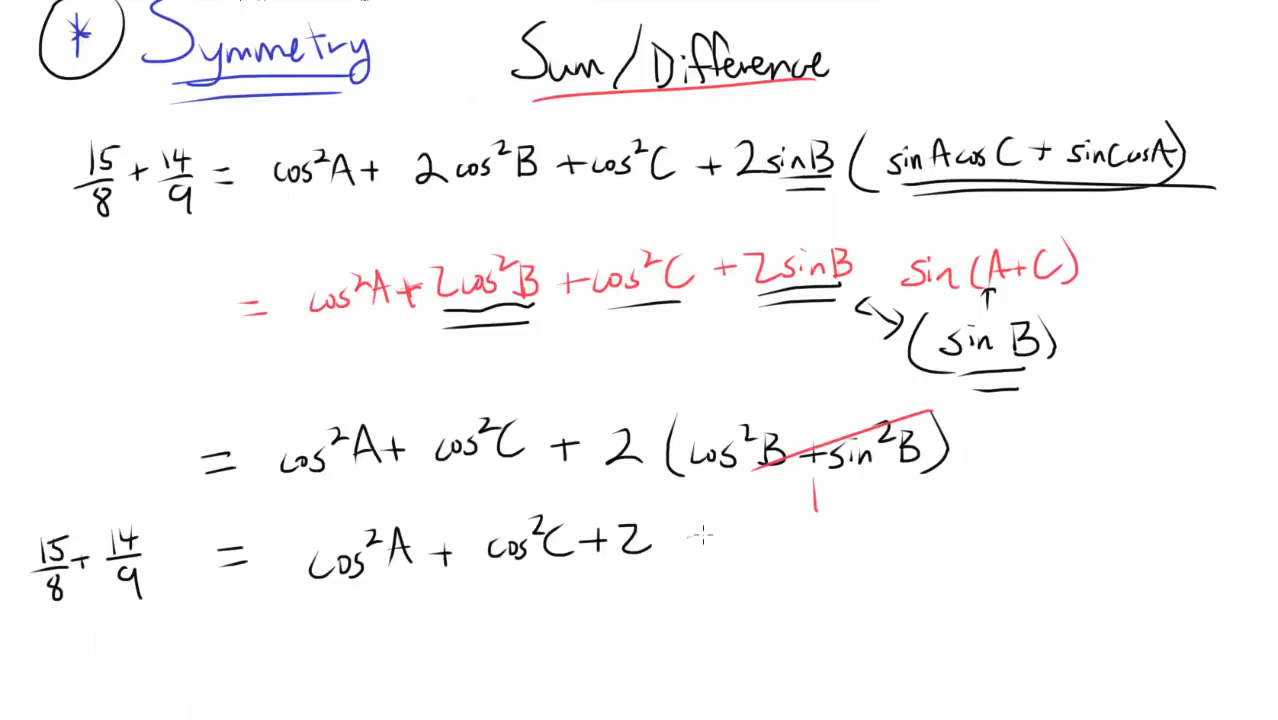 * Symmetry Sum/Difference
15/8 + 14/9 = cos²A + 2cos²B + cos²C + 2sinB (sinAcosC + sinCcosA)
= cos²A + 2cos²B + cos²C + 2sinB sin(A+C)
↔ (sin B)
= cos²A + cos²C + 2 (cos²B + sin²B)
1
15/8 + 14/9 = cos²A + cos²C + 2